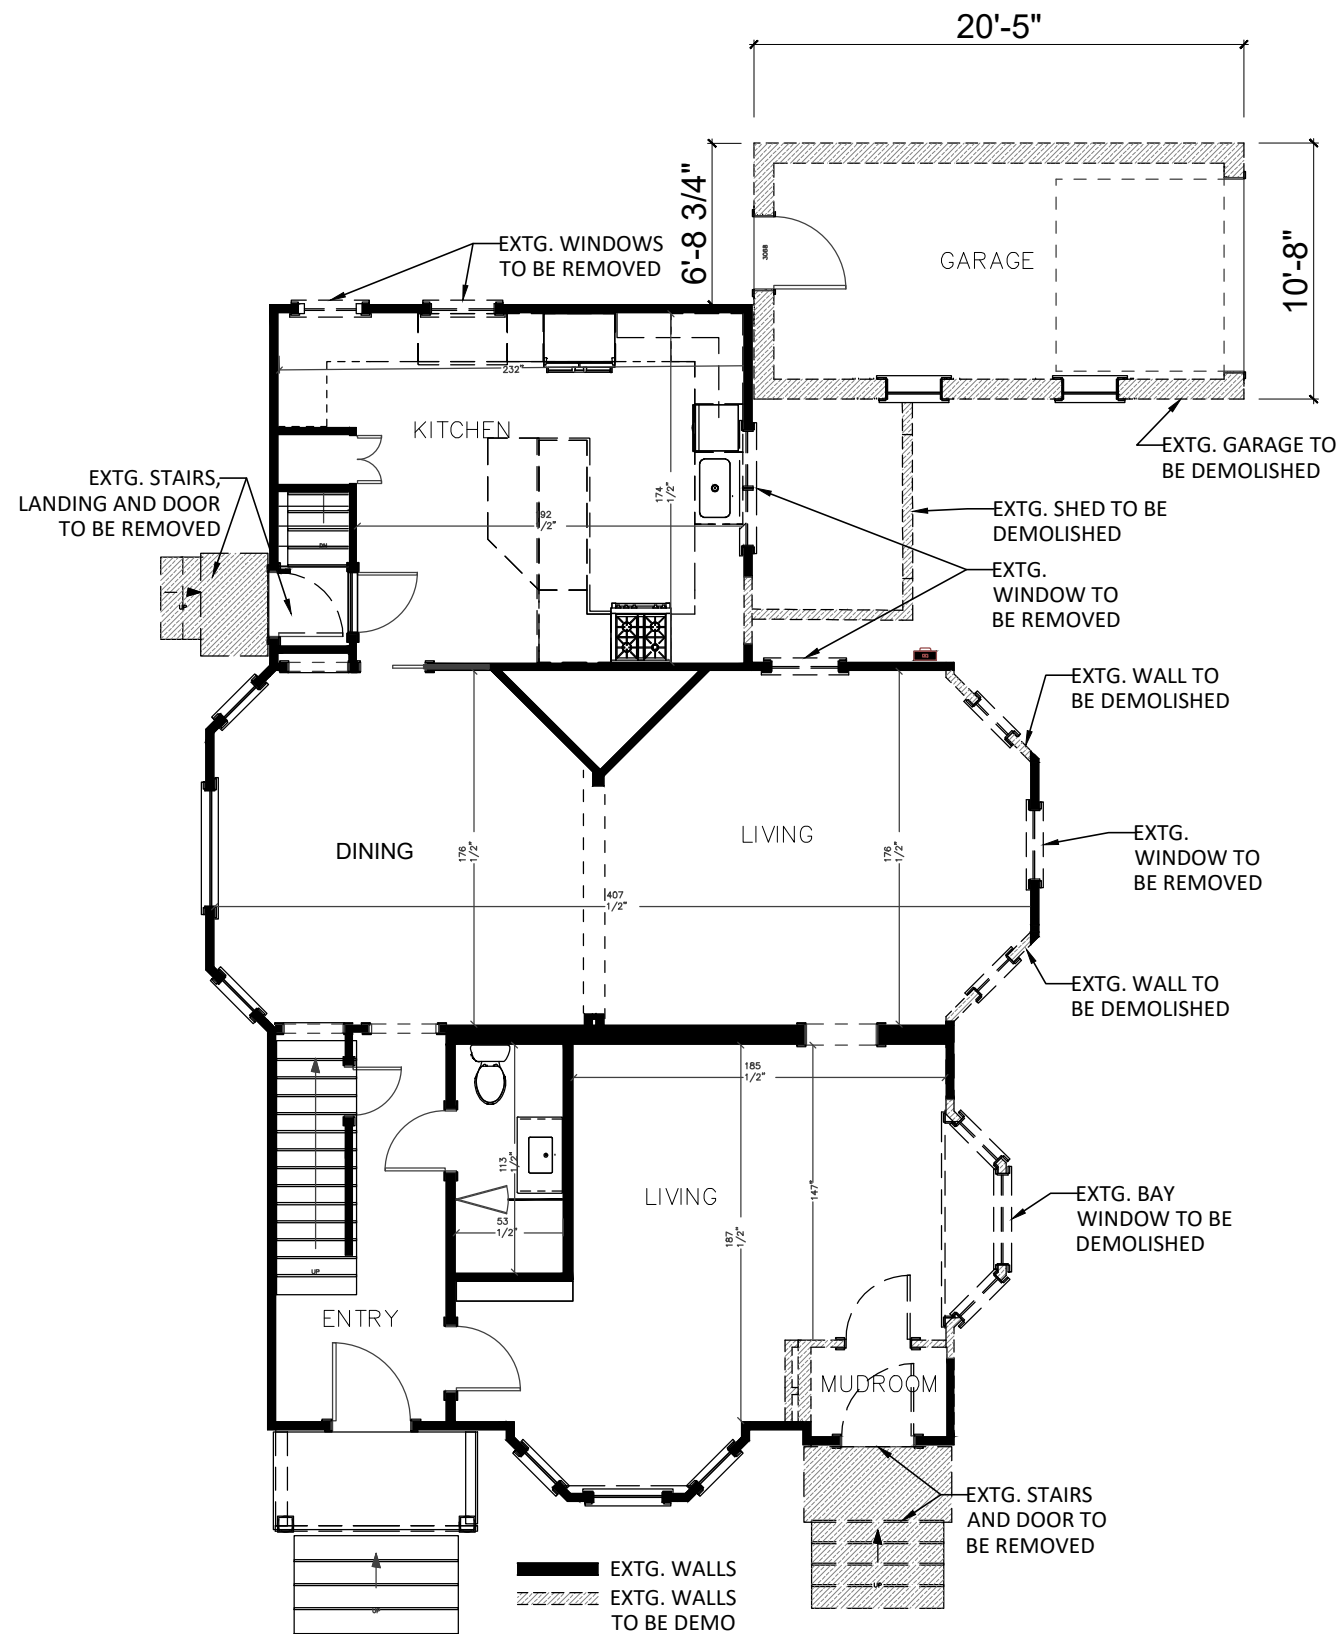 20'-5"
6'-8 3/4"
10'-8"
EXTG. WINDOWS
TO BE REMOVED
3068
GARAGE
232"
KITCHEN
EXTG. GARAGE TO
BE DEMOLISHED
EXTG. STAIRS,
LANDING AND DOOR
TO BE REMOVED
174
1/2"
92
1/2"
EXTG. SHED TO BE
DEMOLISHED
DN
EXTG.
WINDOW TO
BE REMOVED
UP
EXTG. WALL TO
BE DEMOLISHED
DINING
LIVING
176
1/2"
176
1/2"
EXTG.
WINDOW TO
BE REMOVED
407
1/2"
EXTG. WALL TO
BE DEMOLISHED
185
1/2"
113
1/2"
LIVING
147"
EXTG. BAY
WINDOW TO BE
DEMOLISHED
53
1/2"
187
1/2"
UP
ENTRY
MUDROOM
EXTG. STAIRS
AND DOOR TO
BE REMOVED
EXTG. WALLS
EXTG. WALLS
TO BE DEMO
UP
UP